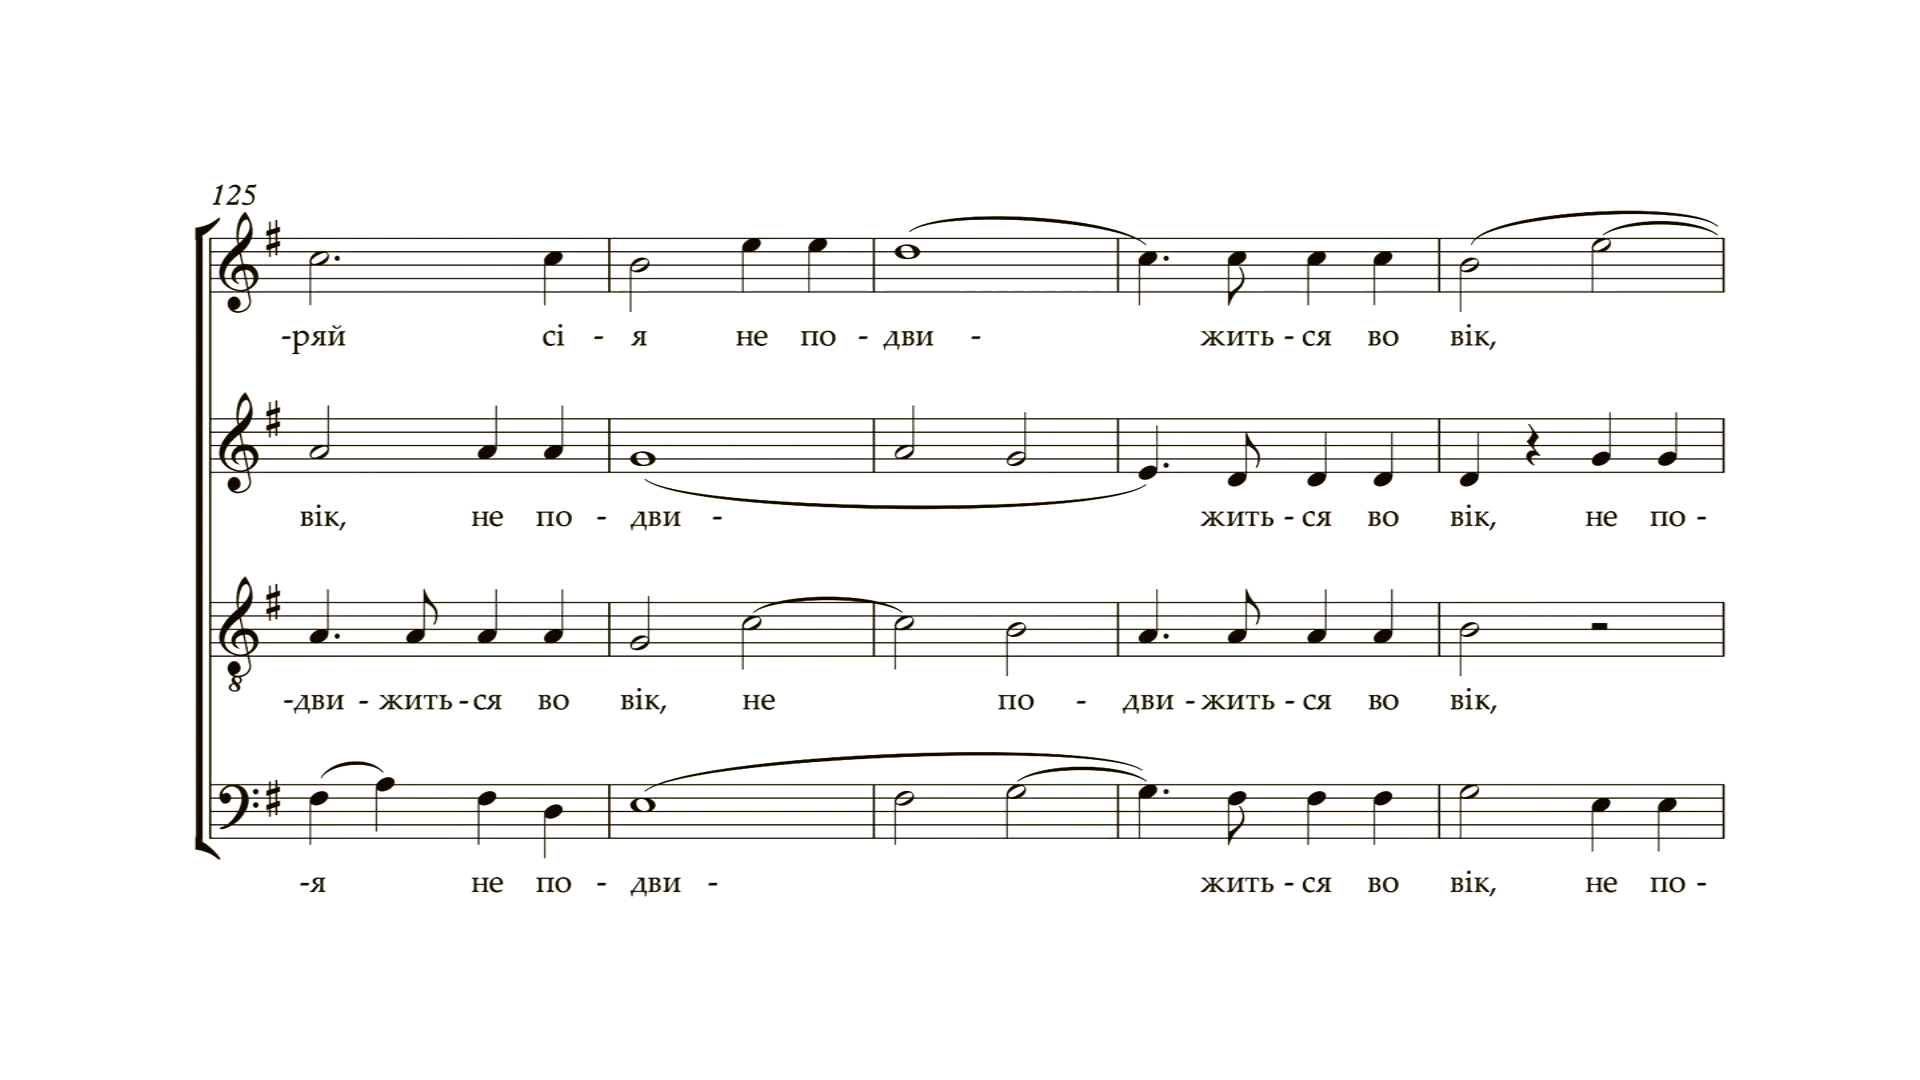 125
-ряй сі - я не по - дви - жить - ся во вік,
вік, не по - дви - жить - ся во вік, не по -
8
-дви - жить - ся во вік, не по - дви - жить - ся во вік,
-я не по - дви - жить - ся во вік, не по -